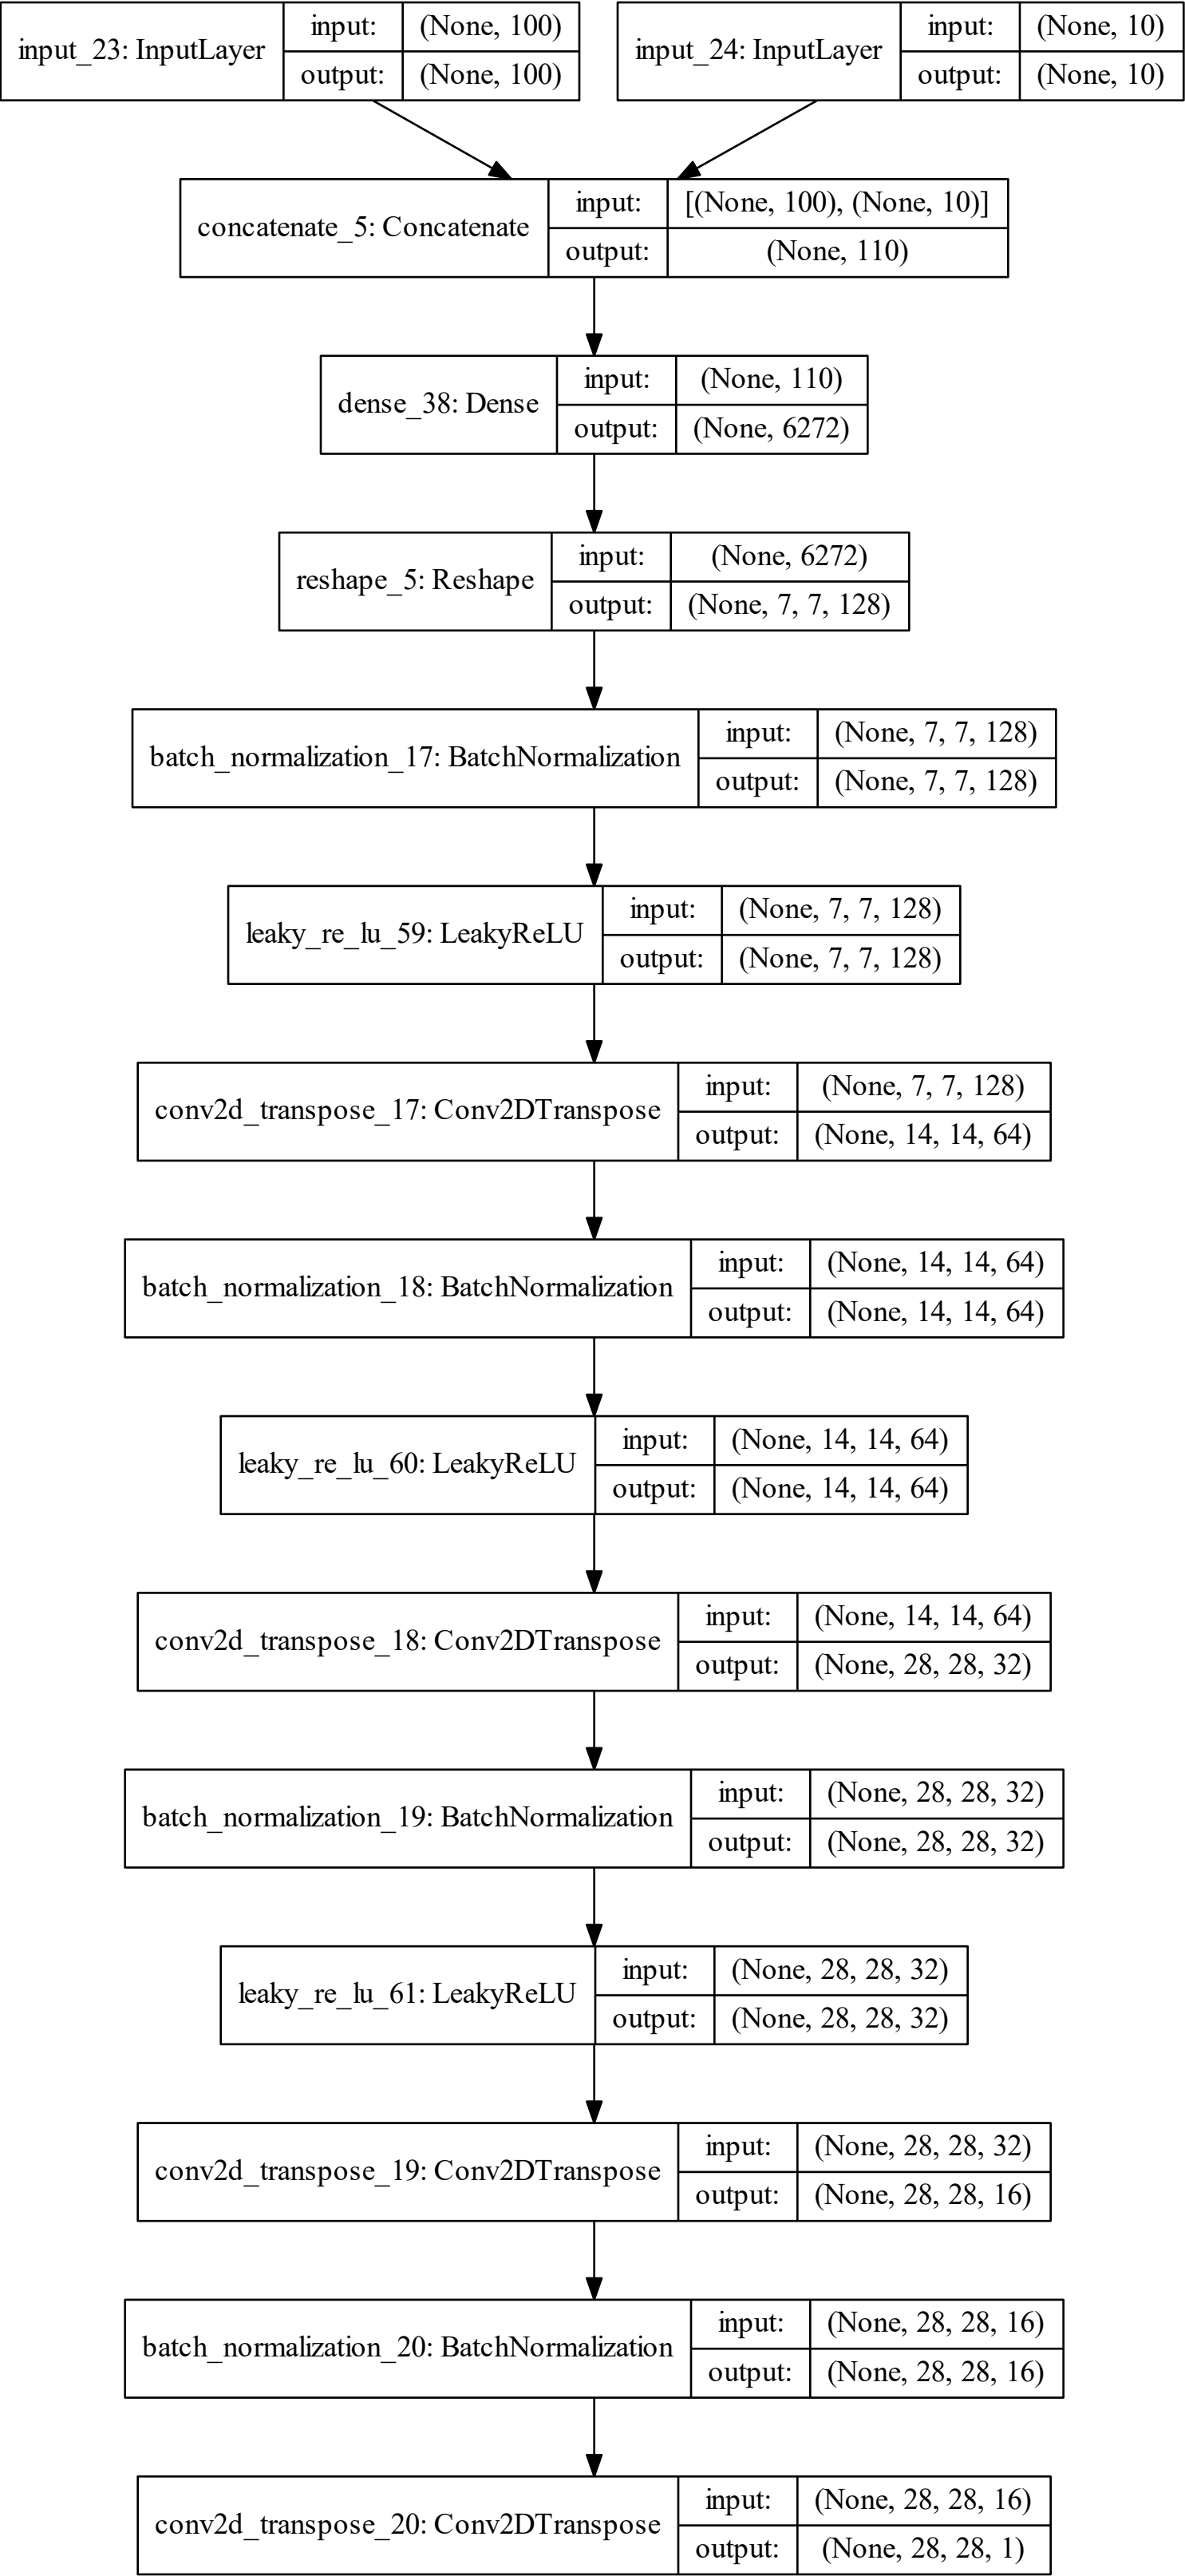 input_23: InputLayer
input: (None, 100)
output: (None, 100)
input_24: InputLayer
input: (None, 10)
output: (None, 10)
concatenate_5: Concatenate
input: [(None, 100), (None, 10)]
output: (None, 110)
dense_38: Dense
input: (None, 110)
output: (None, 6272)
reshape_5: Reshape
input: (None, 6272)
output: (None, 7, 7, 128)
batch_normalization_17: BatchNormalization
input: (None, 7, 7, 128)
output: (None, 7, 7, 128)
leaky_re_lu_59: LeakyReLU
input: (None, 7, 7, 128)
output: (None, 7, 7, 128)
conv2d_transpose_17: Conv2DTranspose
input: (None, 7, 7, 128)
output: (None, 14, 14, 64)
batch_normalization_18: BatchNormalization
input: (None, 14, 14, 64)
output: (None, 14, 14, 64)
leaky_re_lu_60: LeakyReLU
input: (None, 14, 14, 64)
output: (None, 14, 14, 64)
conv2d_transpose_18: Conv2DTranspose
input: (None, 14, 14, 64)
output: (None, 28, 28, 32)
batch_normalization_19: BatchNormalization
input: (None, 28, 28, 32)
output: (None, 28, 28, 32)
leaky_re_lu_61: LeakyReLU
input: (None, 28, 28, 32)
output: (None, 28, 28, 32)
conv2d_transpose_19: Conv2DTranspose
input: (None, 28, 28, 32)
output: (None, 28, 28, 16)
batch_normalization_20: BatchNormalization
input: (None, 28, 28, 16)
output: (None, 28, 28, 16)
conv2d_transpose_20: Conv2DTranspose
input: (None, 28, 28, 16)
output: (None, 28, 28, 1)